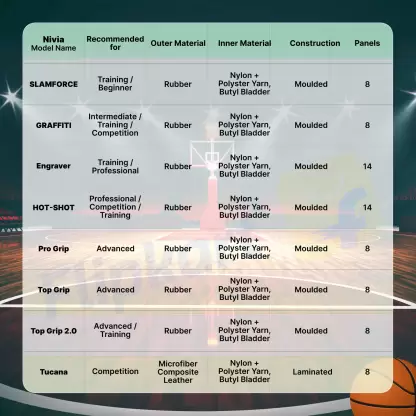 Nivia
Model Name
Recommended
for
Outer Material
Inner Material
Construction
Panels
SLAMFORCE
Training /
Beginner
Rubber
Nylon +
Polyster Yarn,
Butyl Bladder
Moulded
8
GRAFFITI
Intermediate /
Training /
Competition
Rubber
Nylon +
Polyster Yarn,
Butyl Bladder
Moulded
8
Engraver
Training /
Professional
Rubber
Nylon +
Polyster Yarn,
Butyl Bladder
Moulded
14
HOT-SHOT
Professional /
Competition /
Training
Rubber
Nylon +
Polyster Yarn,
Butyl Bladder
Moulded
14
Pro Grip
Advanced
Rubber
Nylon +
Polyster Yarn,
Butyl Bladder
Moulded
8
Top Grip
Advanced
Rubber
Nylon +
Polyster Yarn,
Butyl Bladder
Moulded
8
Top Grip 2.0
Advanced /
Training
Rubber
Nylon +
Polyster Yarn,
Butyl Bladder
Moulded
8
Tucana
Competition
Microfiber
Composite
Leather
Nylon +
Polyster Yarn,
Butyl Bladder
Laminated
8